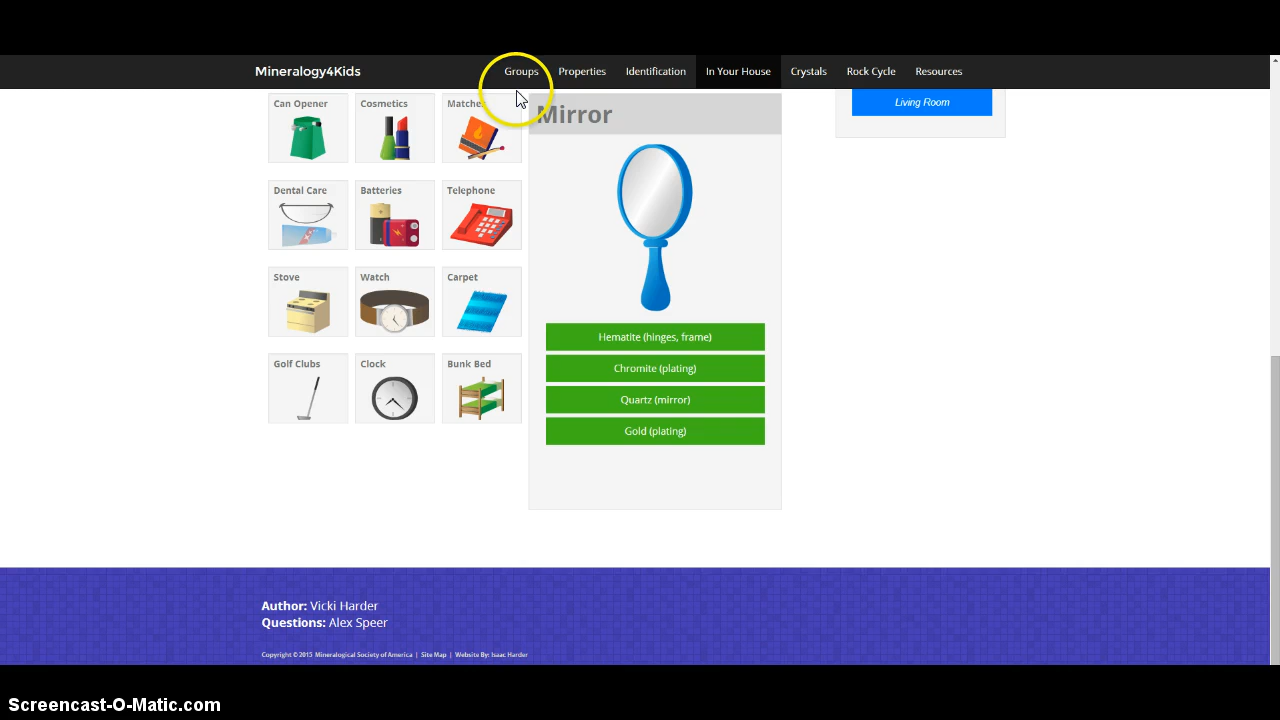 Mineralogy4Kids
Groups Properties Identification In Your House Crystals Rock Cycle Resources
Can Opener Cosmetics Matches
Dental Care Batteries Telephone
Stove Watch Carpet
Golf Clubs Clock Bunk Bed
Mirror
Hematite (hinges, frame)
Chromite (plating)
Quartz (mirror)
Gold (plating)
Living Room
Author: Vicki Harder
Questions: Alex Speer
Copyright © 2015 Mineralogical Society of America | Site Map | Website By: Isaac Harder
Screencast-O-Matic.com